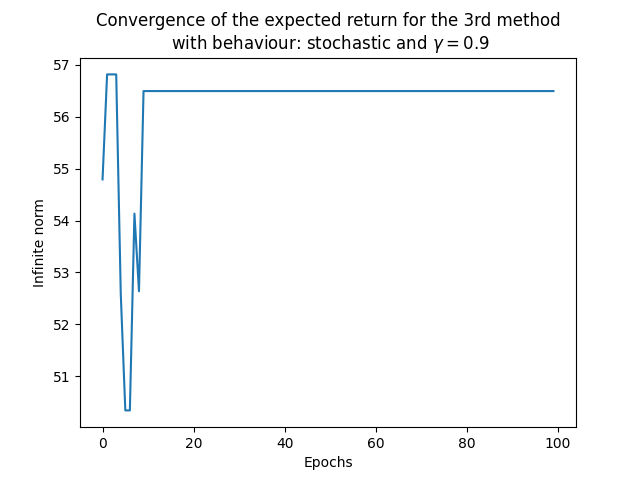 Convergence of the expected return for the 3rd method
with behaviour: stochastic and γ = 0.9
57
56
55
54
53
52
51
Infinite norm
0 20 40 60 80 100
Epochs